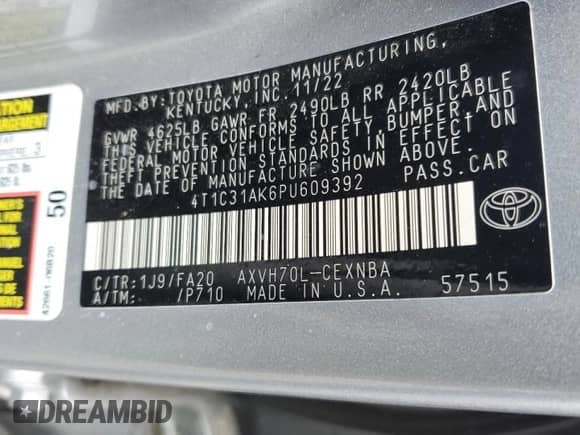 MFD.BY:TOYOTA MOTOR MANUFACTURING,
KENTUCKY, INC. 11/22
GVWR 4625LB GAWR FR 2490LB RR 2420LB
THIS VEHICLE CONFORMS TO ALL APPLICABLE
FEDERAL MOTOR VEHICLE SAFETY, BUMPER, AND
THEFT PREVENTION STANDARDS IN EFFECT ON
THE DATE OF MANUFACTURE SHOWN ABOVE.
4T1C31AK6PU609392 PASS.CAR
C/TR:1J9/FA20 AXVH70L-CEXNBA
A/TM: /P710 MADE IN U.S.A. 57515
50
42661-06B20
DREAMBID